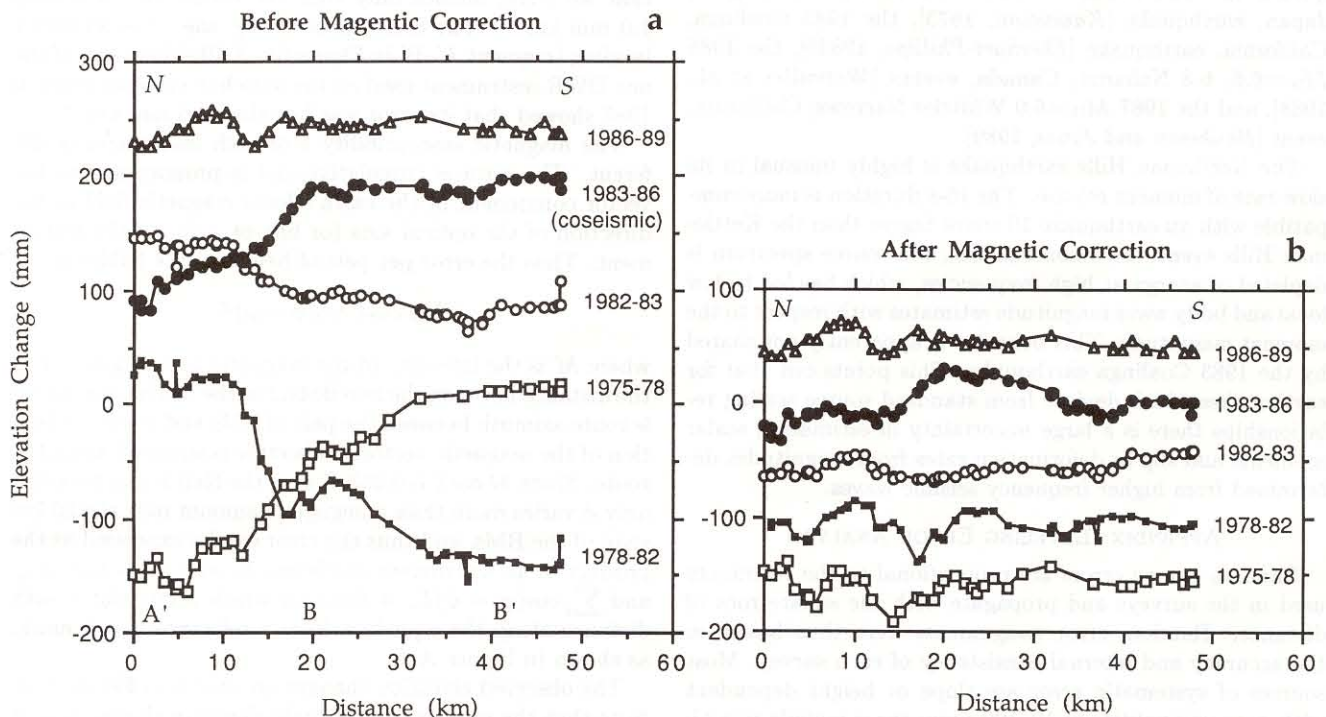 Before Magentic Correction
a
300
200
100
0
-100
-200
N
S
1986-89
1983-86
(coseismic)
1982-83
1975-78
1978-82
A'
B
B'
0 10 20 30 40 50 60
Distance (km)
Elevation Change (mm)
After Magnetic Correction
b
100
0
-100
-200
N
S
1986-89
1983-86
1982-83
1978-82
1975-78
0 10 20 30 40 50 60
Distance (km)